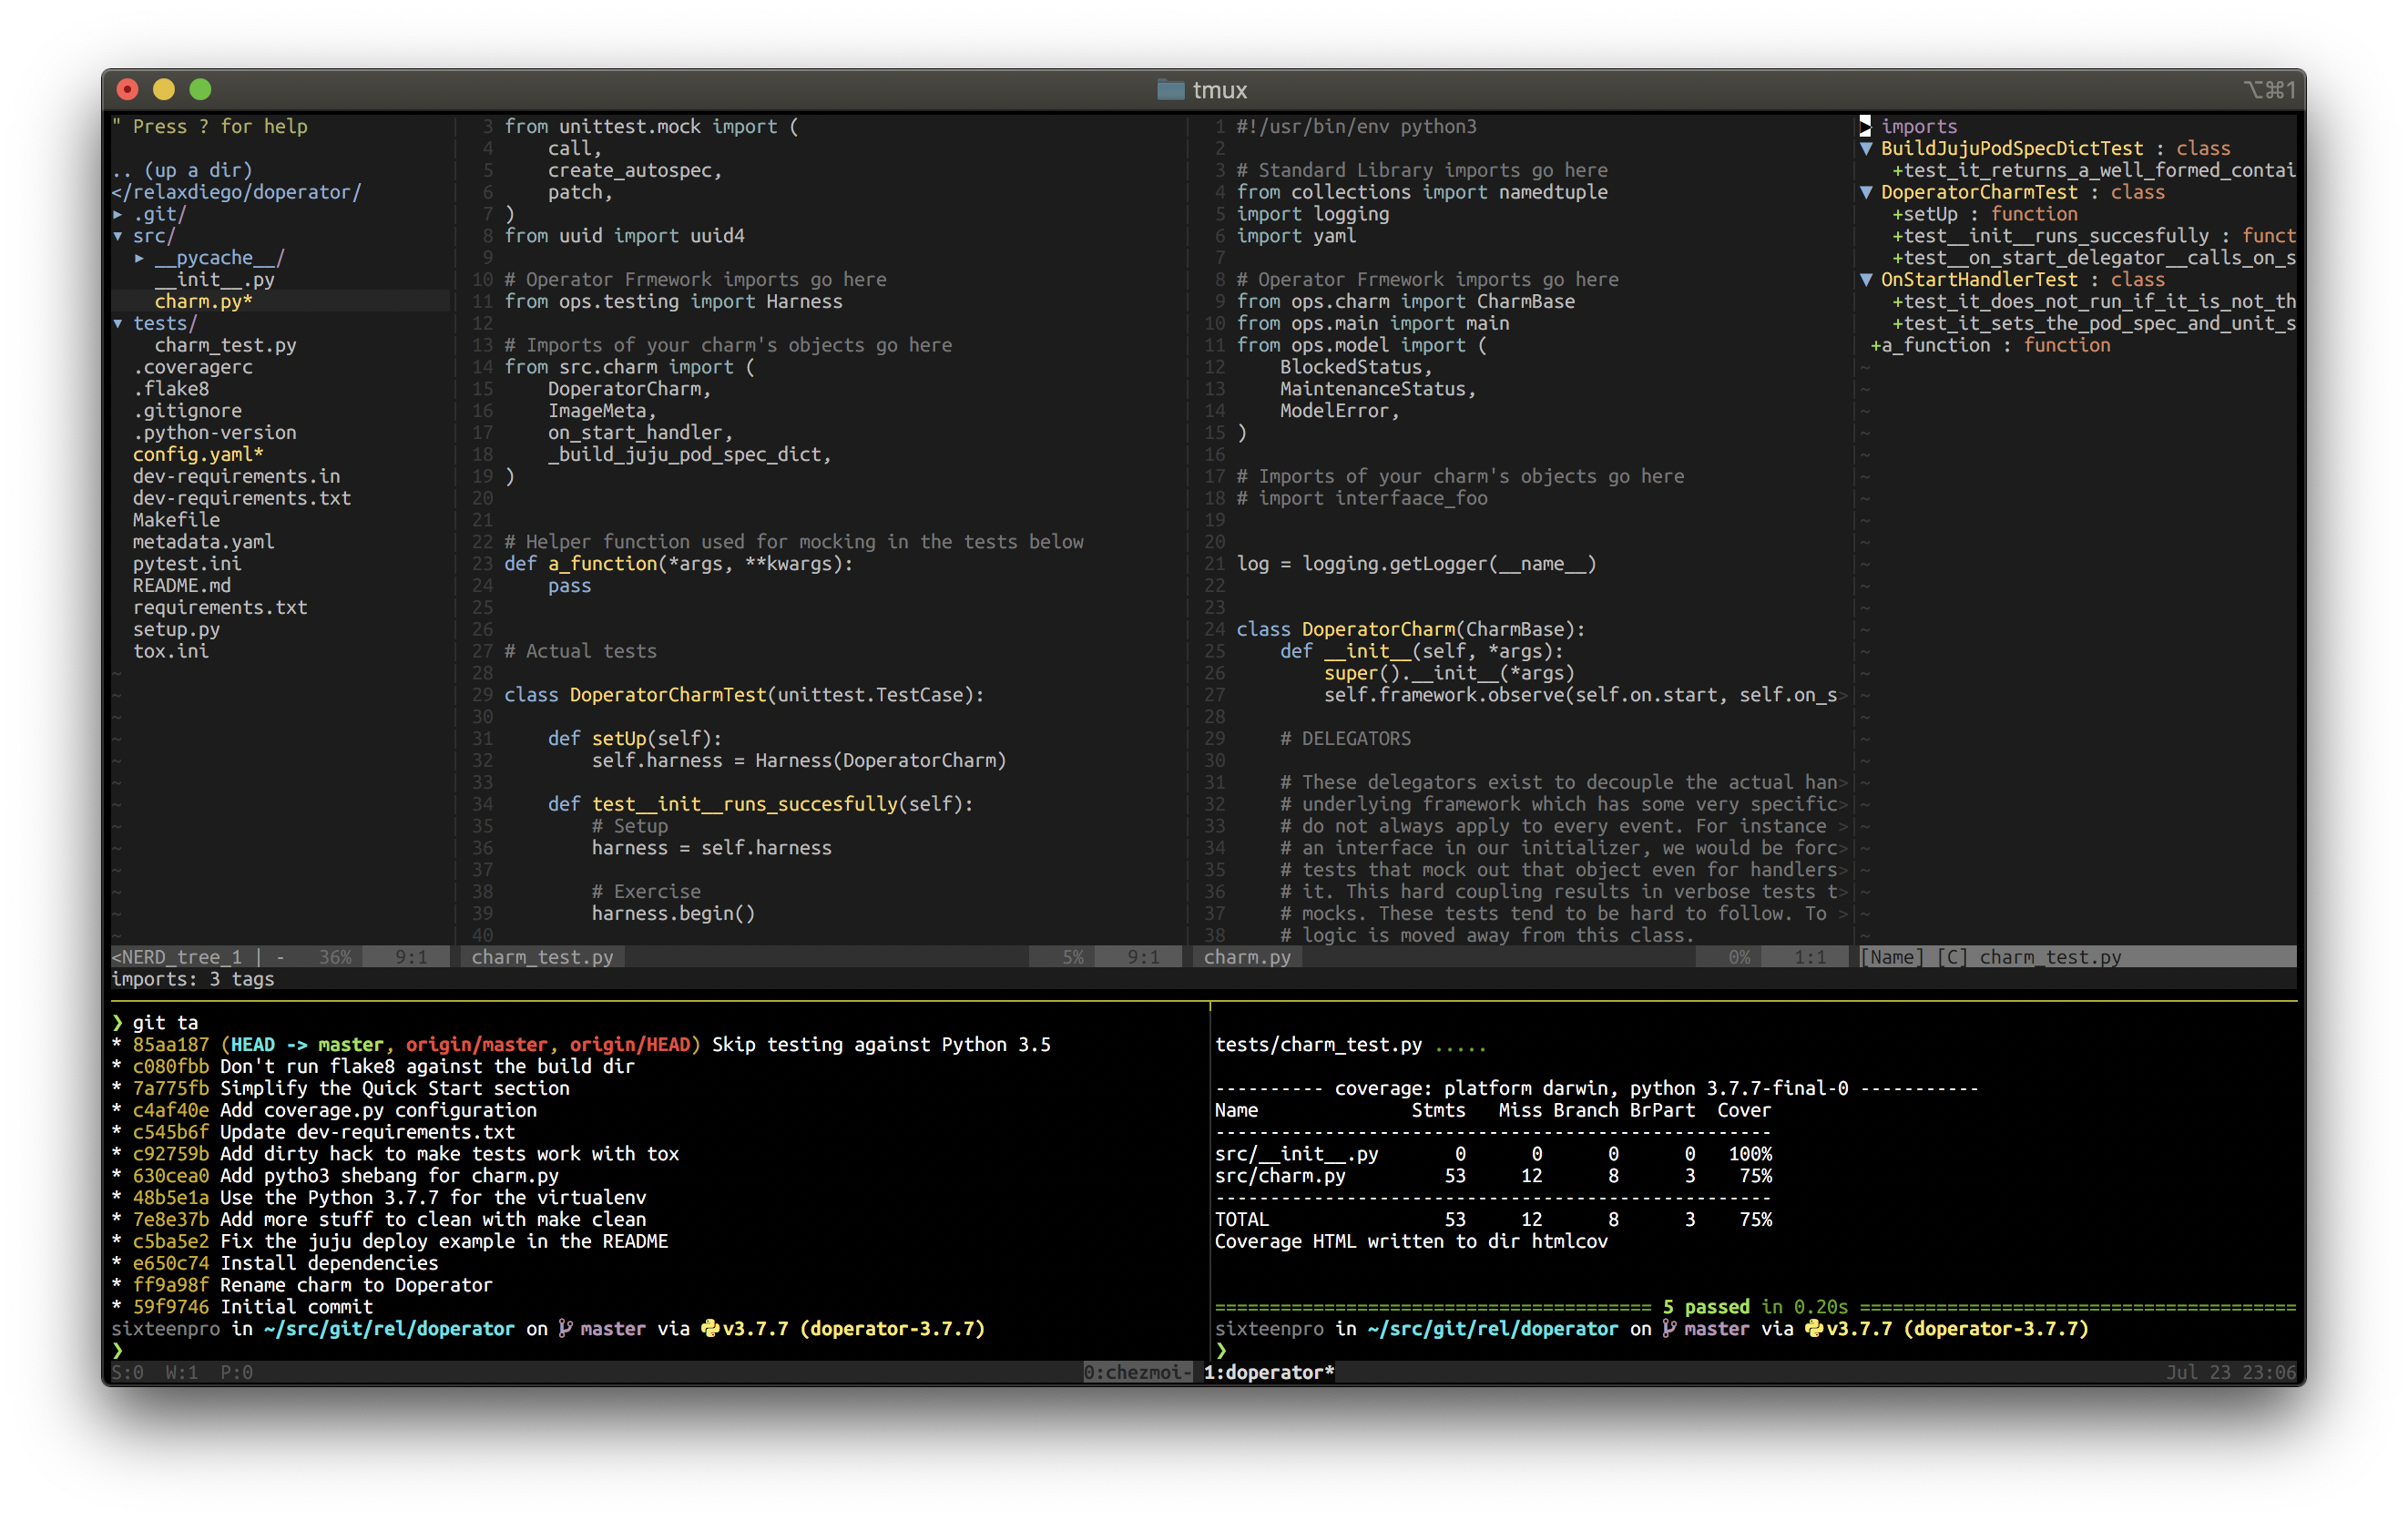 tmux
⌥⌘1
" Press ? for help
.. (up a dir)
</relaxdiego/doperator/
▸ .git/
▾ src/
▸ __pycache__/
__init__.py
charm.py*
▾ tests/
charm_test.py
.coveragerc
.flake8
.gitignore
.python-version
config.yaml*
dev-requirements.in
dev-requirements.txt
Makefile
metadata.yaml
pytest.ini
README.md
requirements.txt
setup.py
tox.ini
<NERD_tree_1 | - 36% 9:1
3 from unittest.mock import (
4     call,
5     create_autospec,
6     patch,
7 )
8 from uuid import uuid4
9
10 # Operator Frmework imports go here
11 from ops.testing import Harness
12
13 # Imports of your charm's objects go here
14 from src.charm import (
15     DoperatorCharm,
16     ImageMeta,
17     on_start_handler,
18     _build_juju_pod_spec_dict,
19 )
20
21
22 # Helper function used for mocking in the tests below
23 def a_function(*args, **kwargs):
24     pass
25
26
27 # Actual tests
28
29 class DoperatorCharmTest(unittest.TestCase):
30
31     def setUp(self):
32         self.harness = Harness(DoperatorCharm)
33
34     def test__init__runs_succesfully(self):
35         # Setup
36         harness = self.harness
37
38         # Exercise
39         harness.begin()
40
charm_test.py 5% 9:1
1 #!/usr/bin/env python3
2
3 # Standard Library imports go here
4 from collections import namedtuple
5 import logging
6 import yaml
7
8 # Operator Frmework imports go here
9 from ops.charm import CharmBase
10 from ops.main import main
11 from ops.model import (
12     BlockedStatus,
13     MaintenanceStatus,
14     ModelError,
15 )
16
17 # Imports of your charm's objects go here
18 # import interfaace_foo
19
20
21 log = logging.getLogger(__name__)
22
23
24 class DoperatorCharm(CharmBase):
25     def __init__(self, *args):
26         super().__init__(*args)
27         self.framework.observe(self.on.start, self.on_s>
28
29     # DELEGATORS
30
31     # These delegators exist to decouple the actual han>
32     # underlying framework which has some very specific>
33     # do not always apply to every event. For instance >
34     # an interface in our initializer, we would be forc>
35     # tests that mock out that object even for handlers>
36     # it. This hard coupling results in verbose tests t>
37     # mocks. These tests tend to be hard to follow. To >
38     # logic is moved away from this class.
charm.py 0% 1:1
▶ imports
▼ BuildJujuPodSpecDictTest : class
+test_it_returns_a_well_formed_contai
▼ DoperatorCharmTest : class
+setUp : function
+test__init__runs_succesfully : funct
+test__on_start_delegator__calls_on_s
▼ OnStartHandlerTest : class
+test_it_does_not_run_if_it_is_not_th
+test_it_sets_the_pod_spec_and_unit_s
+a_function : function
[Name] [C] charm_test.py
imports: 3 tags
❯ git ta
* 85aa187 (HEAD -> master, origin/master, origin/HEAD) Skip testing against Python 3.5
* c080fbb Don't run flake8 against the build dir
* 7a775fb Simplify the Quick Start section
* c4af40e Add coverage.py configuration
* c545b6f Update dev-requirements.txt
* c92759b Add dirty hack to make tests work with tox
* 630cea0 Add pytho3 shebang for charm.py
* 48b5e1a Use the Python 3.7.7 for the virtualenv
* 7e8e37b Add more stuff to clean with make clean
* c5ba5e2 Fix the juju deploy example in the README
* e650c74 Install dependencies
* ff9a98f Rename charm to Doperator
* 59f9746 Initial commit
sixteenpro in ~/src/git/rel/doperator on master via v3.7.7 (doperator-3.7.7)
❯
tests/charm_test.py .....
---------- coverage: platform darwin, python 3.7.7-final-0 -----------
Name              Stmts   Miss Branch BrPart  Cover
---------------------------------------------------
src/__init__.py       0      0      0      0   100%
src/charm.py         53     12      8      3    75%
---------------------------------------------------
TOTAL                53     12      8      3    75%
Coverage HTML written to dir htmlcov
======================================== 5 passed in 0.20s ========================================
sixteenpro in ~/src/git/rel/doperator on master via v3.7.7 (doperator-3.7.7)
❯
S:0 W:1 P:0 0:chezmoi- 1:doperator* Jul 23 23:06